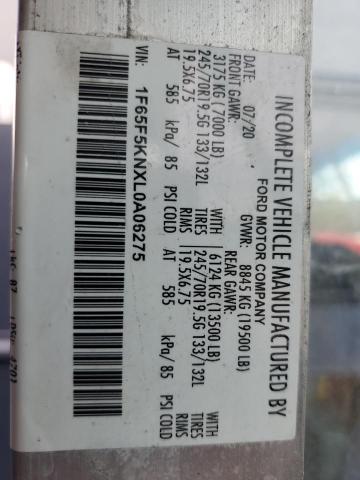 INCOMPLETE VEHICLE MANUFACTURED BY
FORD MOTOR COMPANY
DATE: 07/20 GVWR: 8845 KG (19500 LB)
FRONT GAWR: REAR GAWR:
3175 KG (7000 LB) WITH 6124 KG (13500 LB) WITH
245/70R19.5G 133/132L TIRES 245/70R19.5G 133/132L TIRES
19.5X6.75 RIMS 19.5X6.75 RIMS
AT 585 kPa/ 85 PSI COLD AT 585 kPa/ 85 PSI COLD
VIN: 1F65F5KNXL0A06275